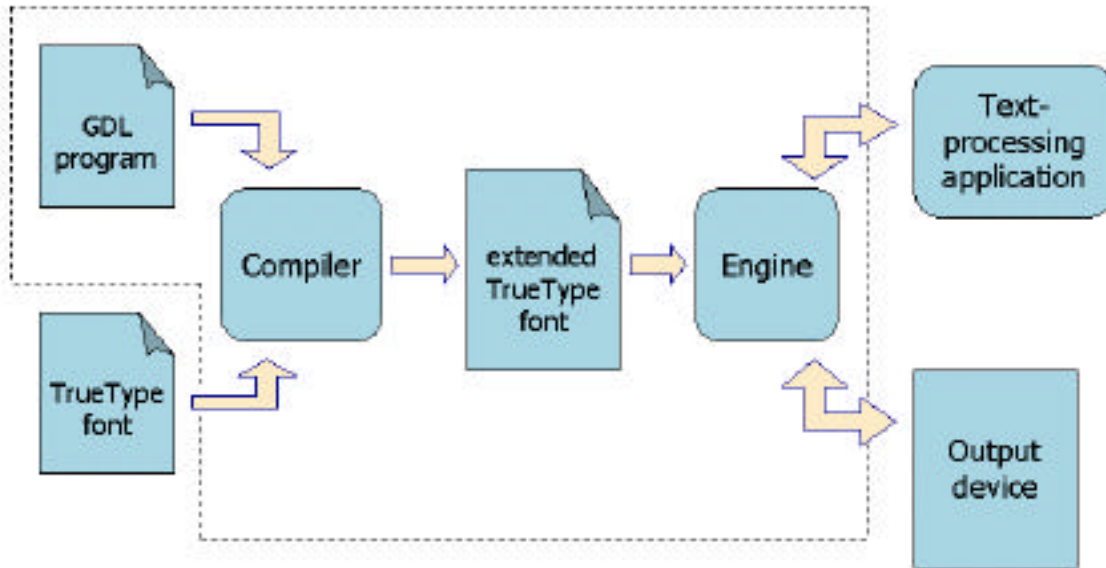 GDL
program
Compiler
TrueType
font
extended
TrueType
font
Engine
Text-
processing
application
Output
device